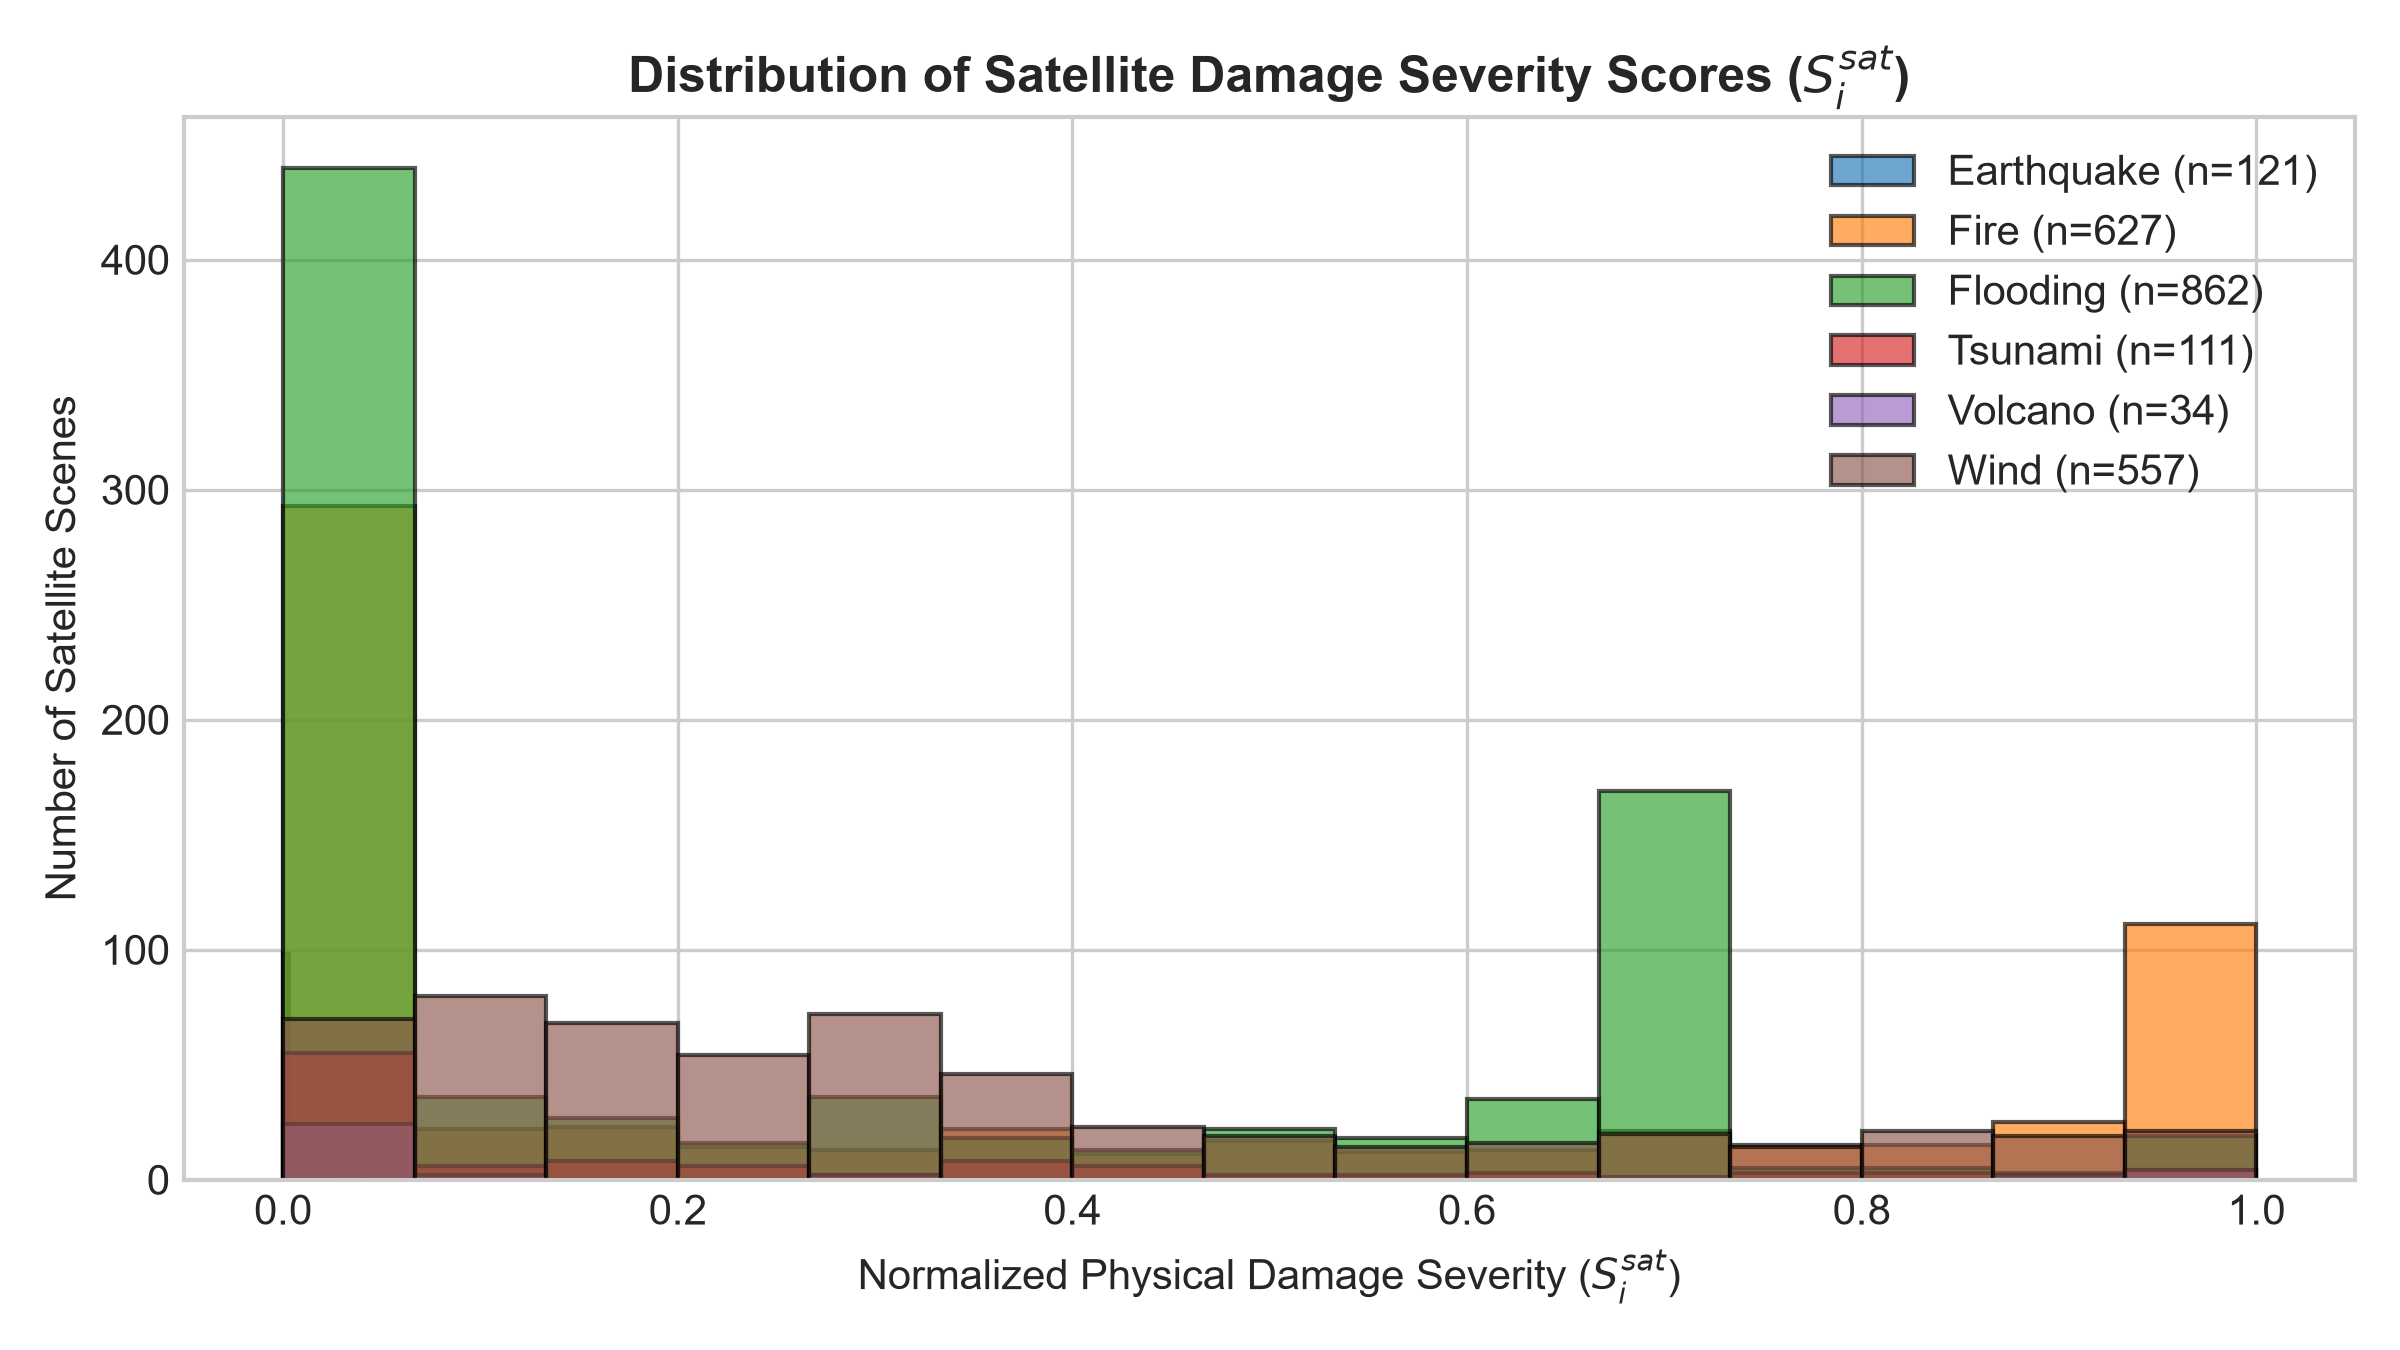 Distribution of Satellite Damage Severity Scores ($S_i^{sat}$)
Number of Satellite Scenes
400
300
200
100
0
Earthquake (n=121)
Fire (n=627)
Flooding (n=862)
Tsunami (n=111)
Volcano (n=34)
Wind (n=557)
0.0 0.2 0.4 0.6 0.8 1.0
Normalized Physical Damage Severity ($S_i^{sat}$)